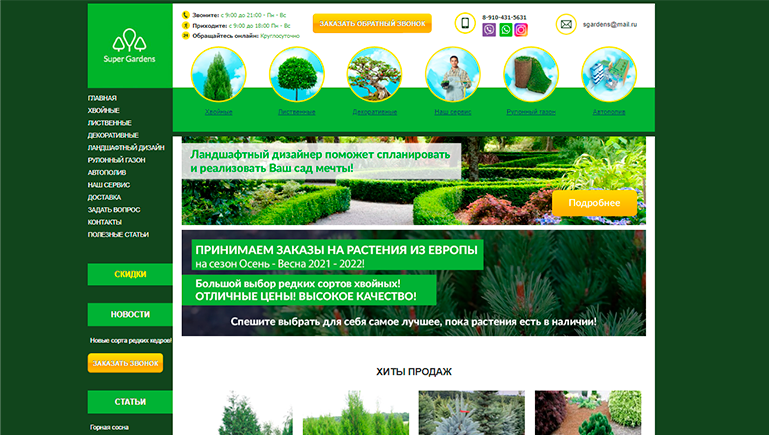 Super Gardens
Звоните: с 9:00 до 21:00 - Пн - Вс
Приходите: с 9:00 до 18:00 Пн - Вс
Обращайтесь онлайн: Круглосуточно
ЗАКАЗАТЬ ОБРАТНЫЙ ЗВОНОК
8-910-431-5631
sgardens@mail.ru
Хвойные
Лиственные
Декоративные
Наш сервис
Рулонный газон
Автополив
ГЛАВНАЯ
ХВОЙНЫЕ
ЛИСТВЕННЫЕ
ДЕКОРАТИВНЫЕ
ЛАНДШАФТНЫЙ ДИЗАЙН
РУЛОННЫЙ ГАЗОН
АВТОПОЛИВ
НАШ СЕРВИС
ДОСТАВКА
ЗАДАТЬ ВОПРОС
КОНТАКТЫ
ПОЛЕЗНЫЕ СТАТЬИ
СКИДКИ
НОВОСТИ
Новые сорта редких кедров!
ЗАКАЗАТЬ ЗВОНОК
СТАТЬИ
Горная сосна
Ландшафтный дизайнер поможет спланировать
и реализовать Ваш сад мечты!
Подробнее
ПРИНИМАЕМ ЗАКАЗЫ НА РАСТЕНИЯ ИЗ ЕВРОПЫ
на сезон Осень - Весна 2021 - 2022!
Большой выбор редких сортов хвойных!
ОТЛИЧНЫЕ ЦЕНЫ! ВЫСОКОЕ КАЧЕСТВО!
Спешите выбрать для себя самое лучшее, пока растения есть в наличии!
ХИТЫ ПРОДАЖ